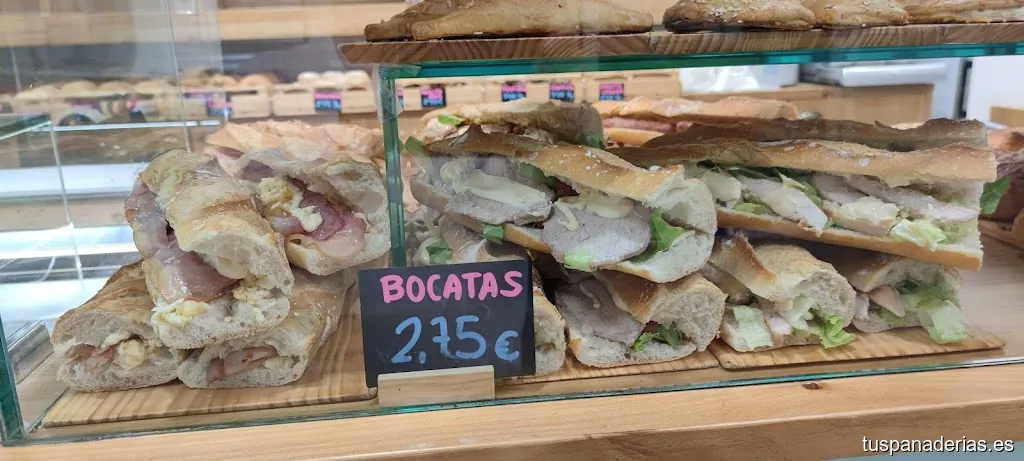 BOCATAS
2,75 €
tuspanaderias.es